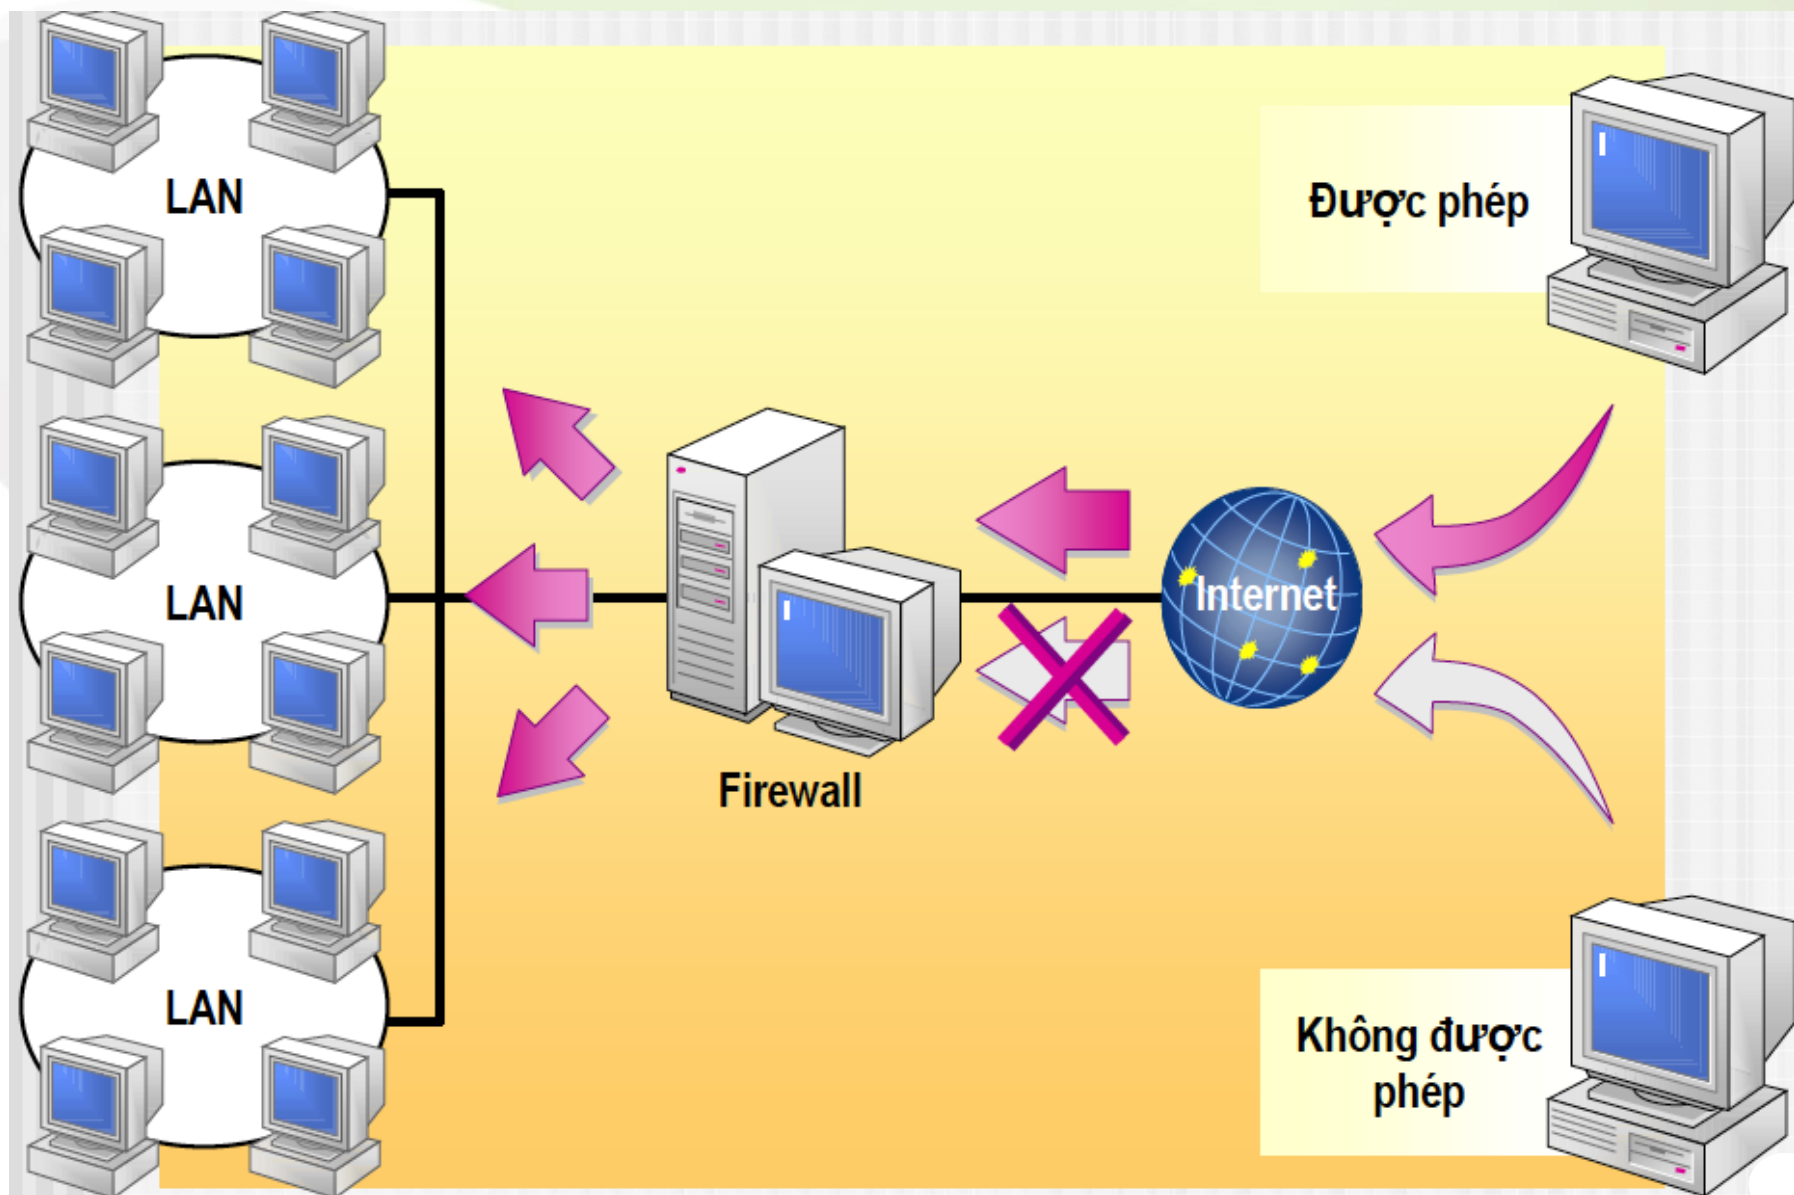 LAN
Được phép
LAN
Internet
Firewall
LAN
Không được
phép